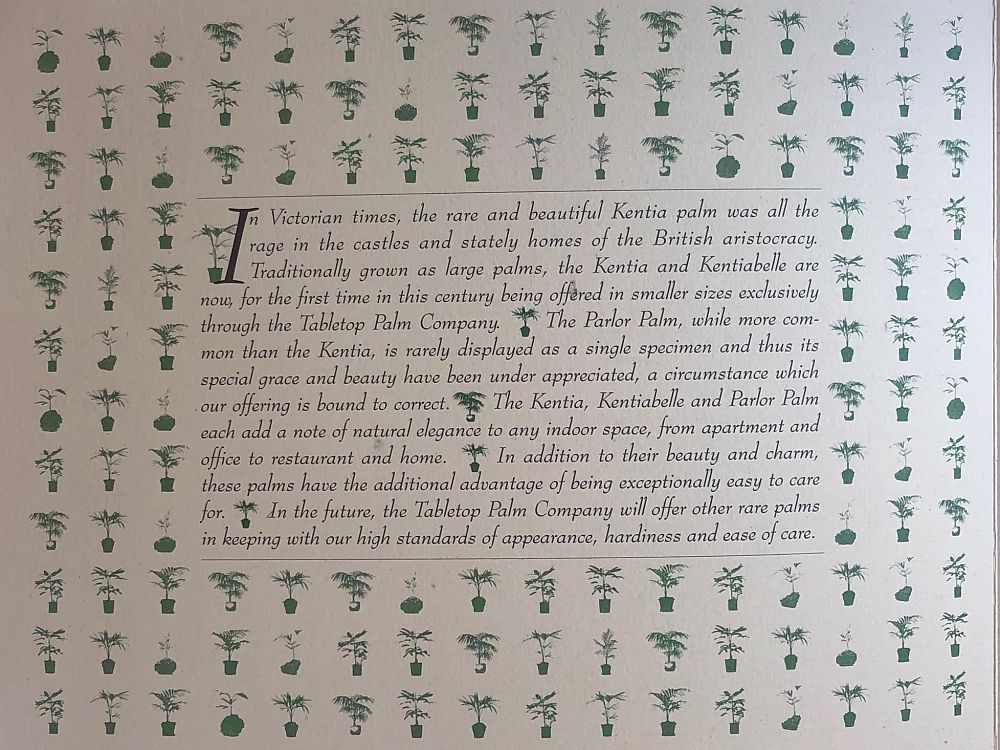 In Victorian times, the rare and beautiful Kentia palm was all the
rage in the castles and stately homes of the British aristocracy.
Traditionally grown as large palms, the Kentia and Kentiabelle are
now, for the first time in this century being offered in smaller sizes exclusively
through the Tabletop Palm Company. The Parlor Palm, while more com-
mon than the Kentia, is rarely displayed as a single specimen and thus its
special grace and beauty have been under appreciated, a circumstance which
our offering is bound to correct. The Kentia, Kentiabelle and Parlor Palm
each add a note of natural elegance to any indoor space, from apartment and
office to restaurant and home. In addition to their beauty and charm,
these palms have the additional advantage of being exceptionally easy to care
for. In the future, the Tabletop Palm Company will offer other rare palms
in keeping with our high standards of appearance, hardiness and ease of care.